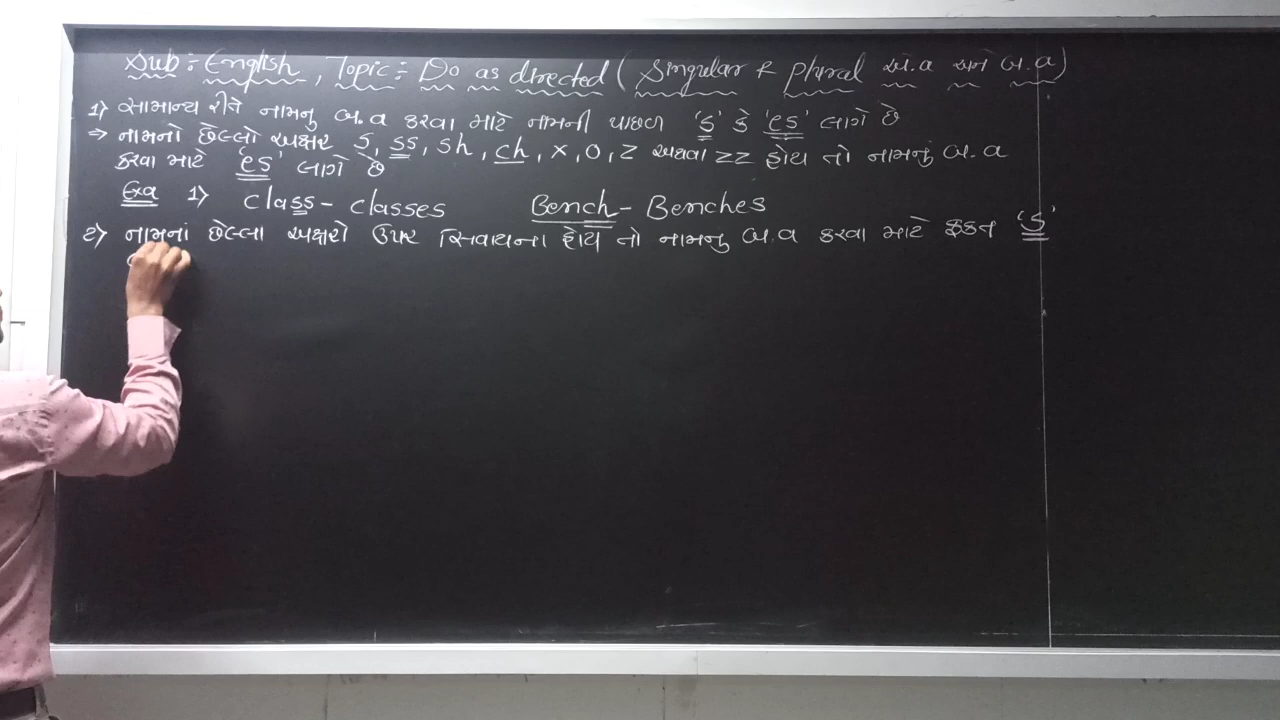 Sub:- English, Topic:- Do as directed ( Singular & Plural એ.વ અને બ.વ )
1) સામાન્ય રીતે નામનુ બ.વ કરવા માટે નામની પાછળ 'S' કે 'es' લાગે છે
⇒ નામનો છેલ્લો અક્ષર S, ss, sh, ch, x, o, z અથવા zz હોય તો નામનું બ.વ
કરવા માટે 'es' લાગે છે
Exa 1) class - classes Bench - Benches
2) નામનાં છેલ્લા અક્ષરો ઉપર સિવાયના હોય તો નામનુ બ.વ કરવા માટે ફક્ત 'S'